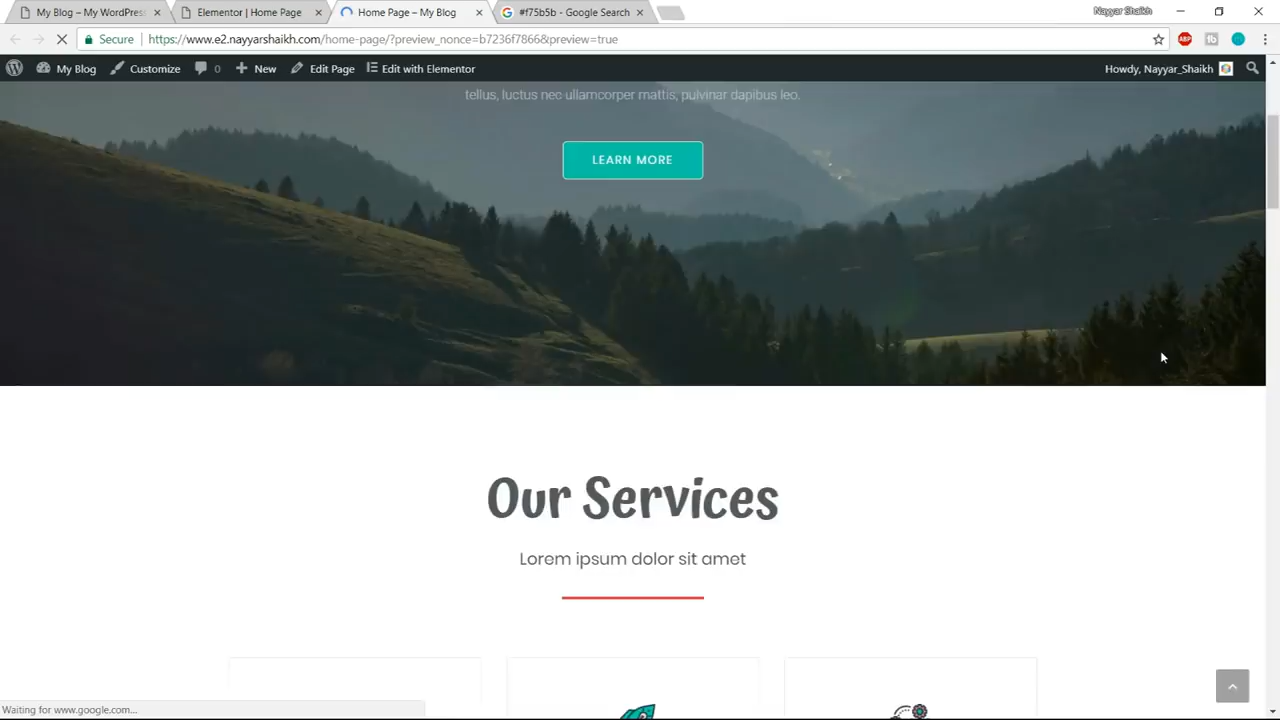 My Blog – My WordPress
Elementor | Home Page
Home Page – My Blog
#f75b5b - Google Search
Nayyar Shaikh
Secure
https://www.e2.nayyarshaikh.com/home-page/?preview_nonce=b7236f7866&preview=true
ABP
fb
My Blog
Customize
0
New
Edit Page
Edit with Elementor
Howdy, Nayyar_Shaikh
tellus, luctus nec ullamcorper mattis, pulvinar dapibus leo.
LEARN MORE
Our Services
Lorem ipsum dolor sit amet
Waiting for www.google.com...